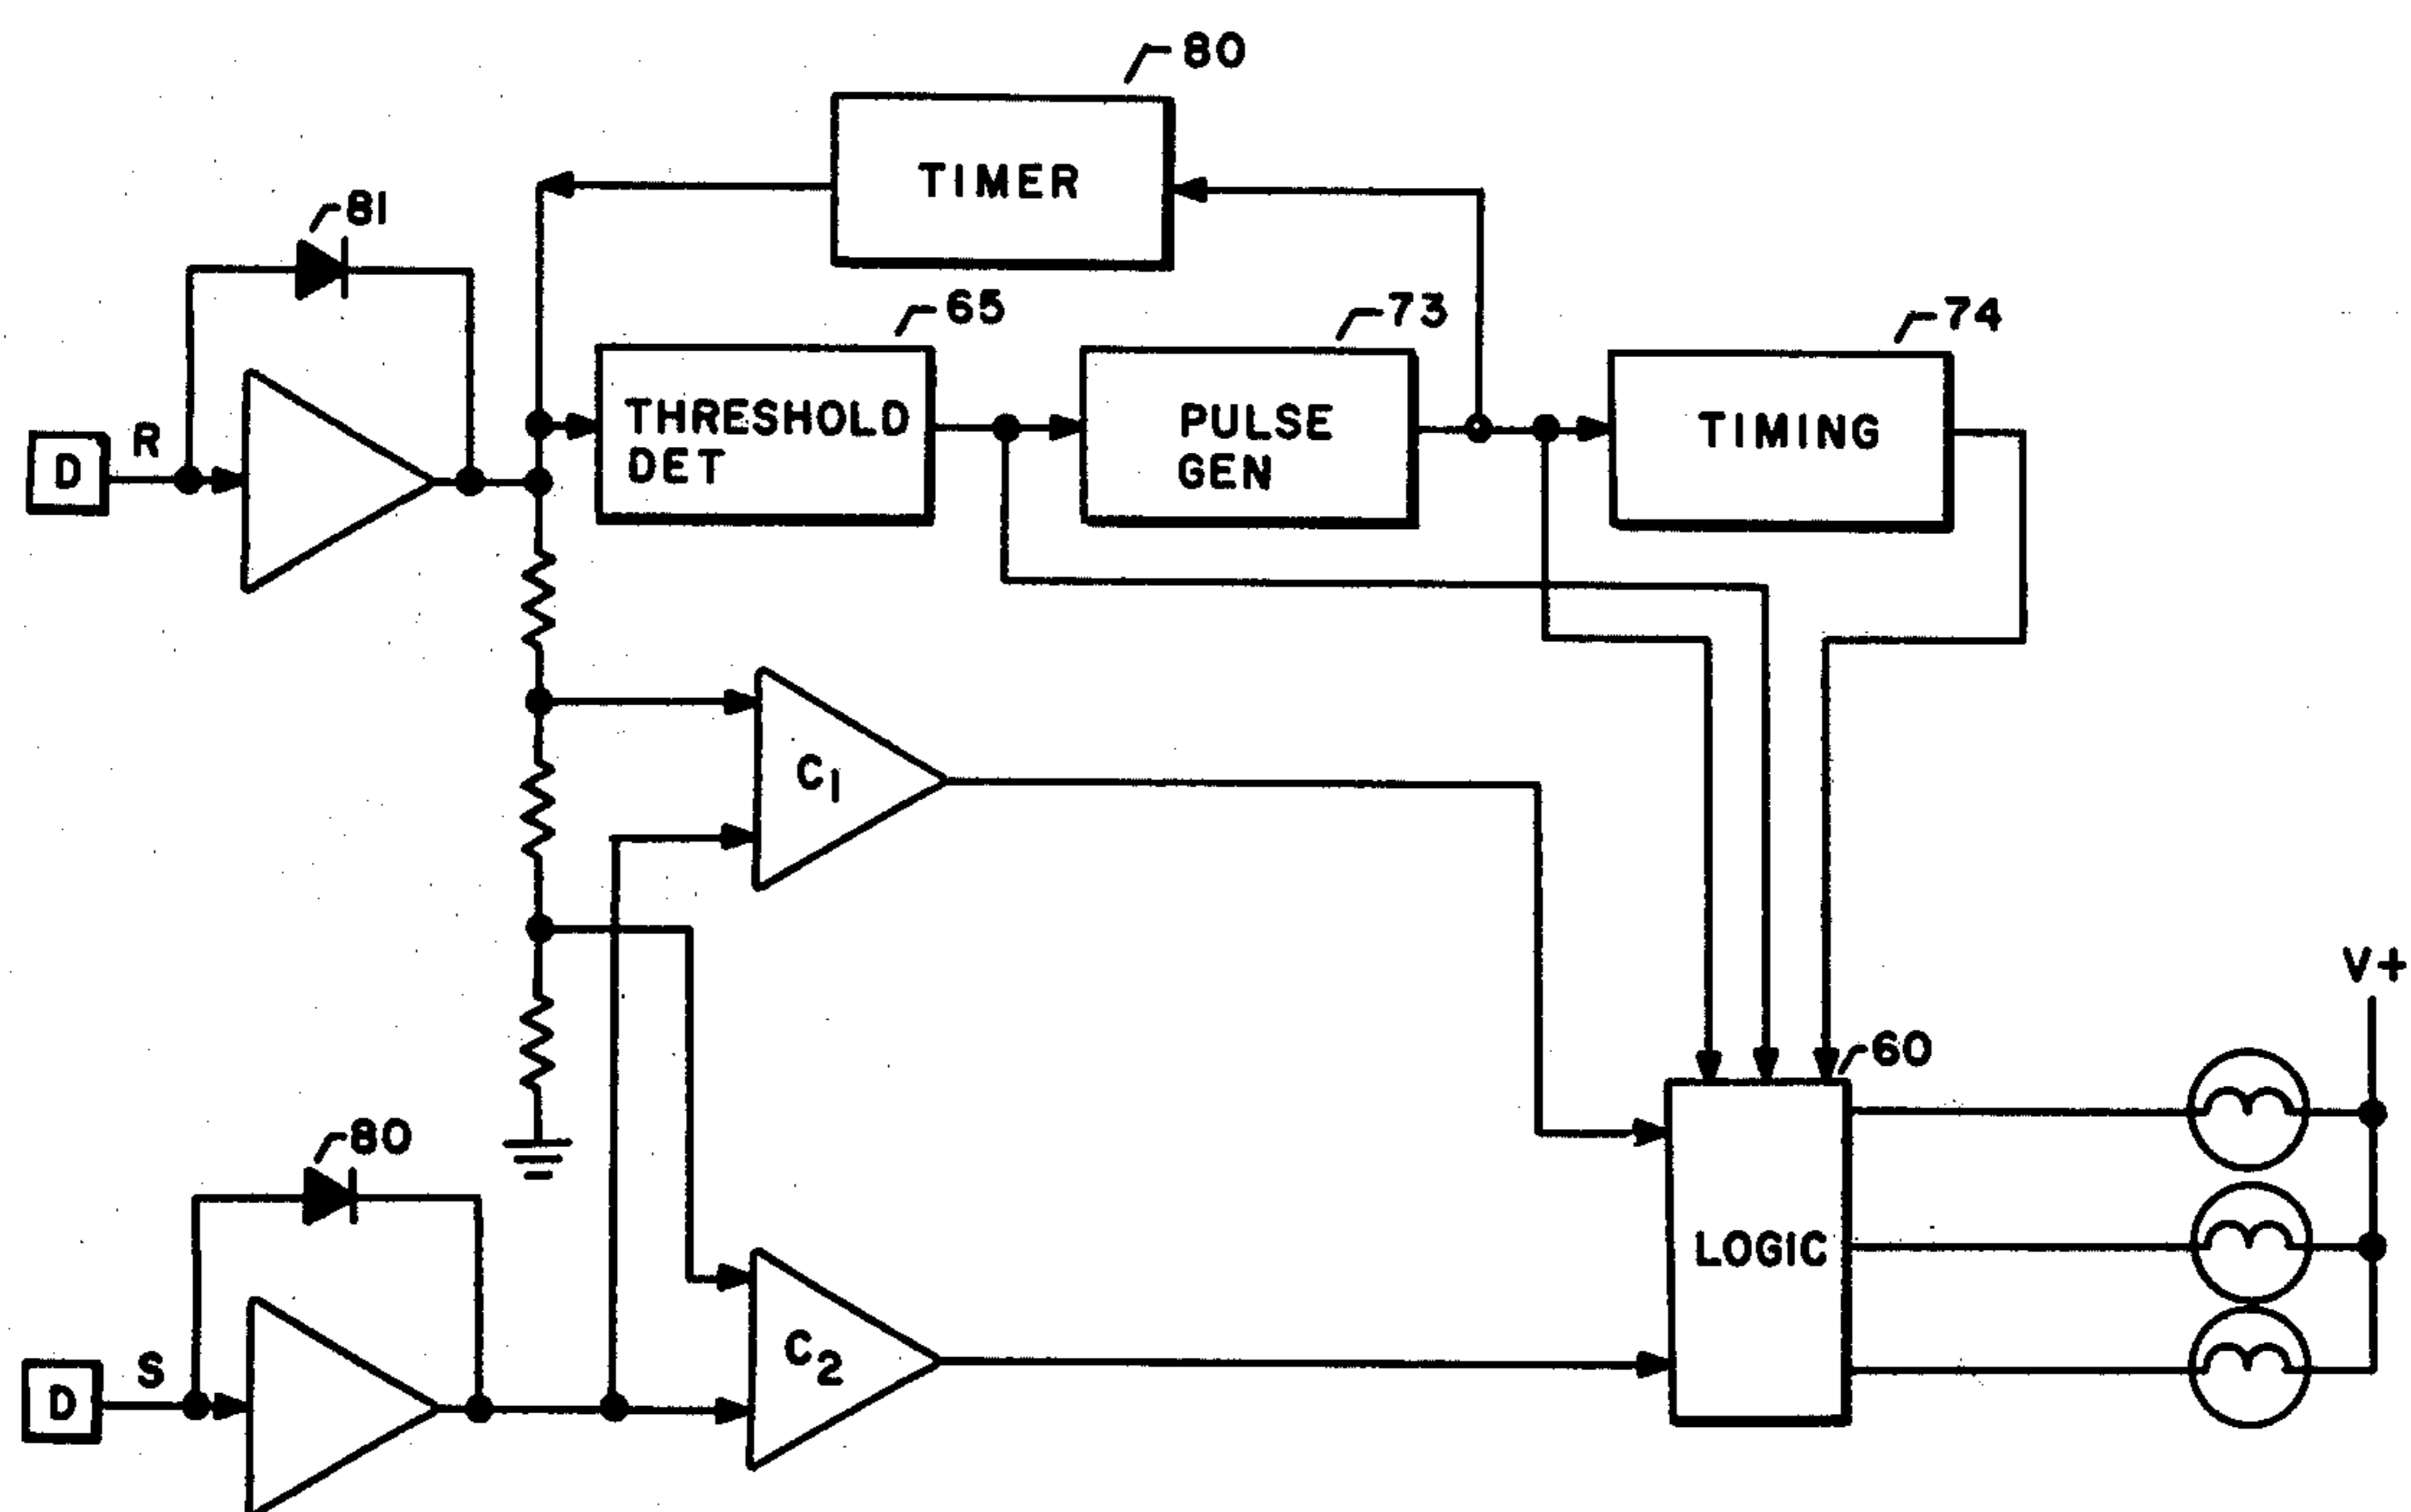 80
TIMER
81
65
73
74
THRESHOLD
DET
PULSE
GEN
TIMING
R
D
C1
V+
60
80
LOGIC
C2
S
D